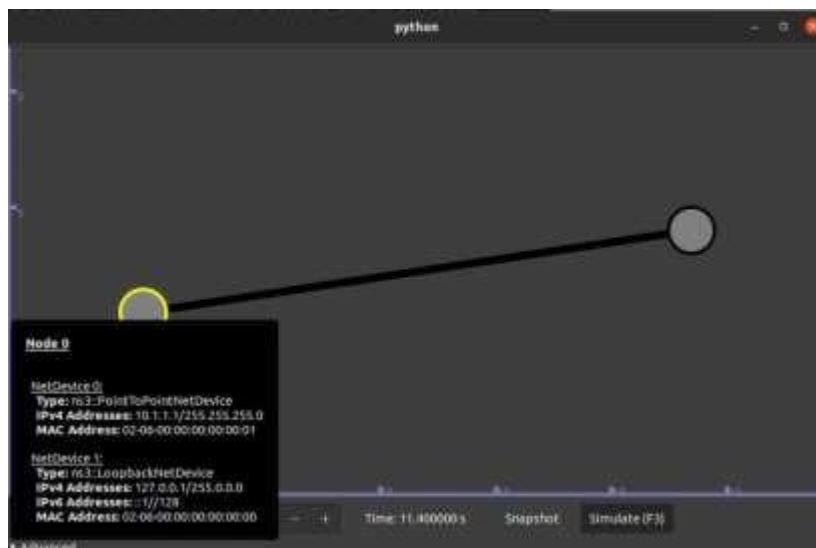 python
Node 0
NetDevice 0:
Type: ns3::PointToPointNetDevice
IPv4 Addresses: 10.1.1.1/255.255.255.0
MAC Address: 02-06-00:00:00:00:00:01
NetDevice 1:
Type: ns3::LoopbackNetDevice
IPv4 Addresses: 127.0.0.1/255.0.0.0
IPv6 Addresses: ::1//128
MAC Address: 02-06-00:00:00:00:00:00
- + Time: 11.400000 s Snapshot Simulate (F3)
Advanced